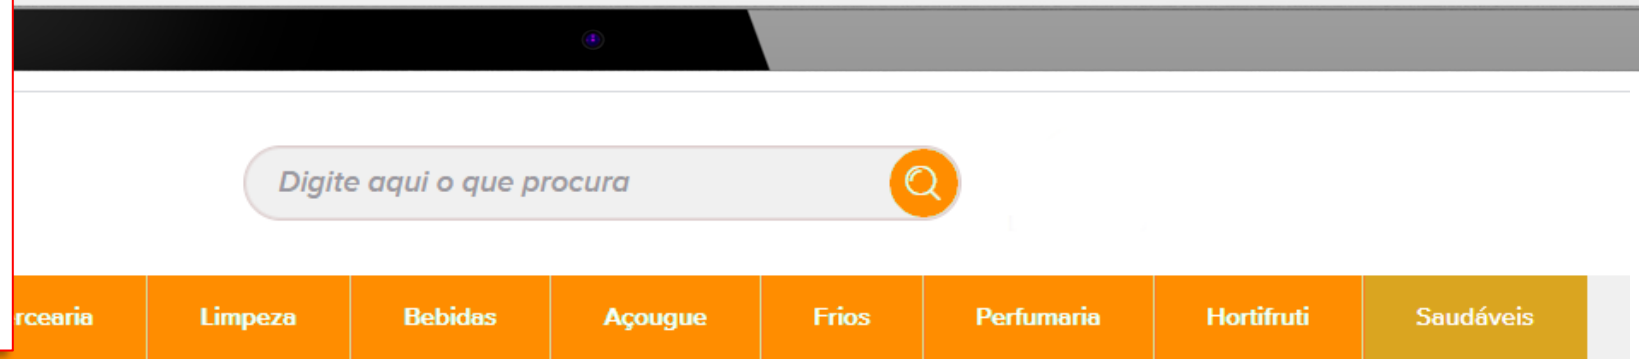 Digite aqui o que procura
rcearia Limpeza Bebidas Açougue Frios Perfumaria Hortifruti Saudáveis